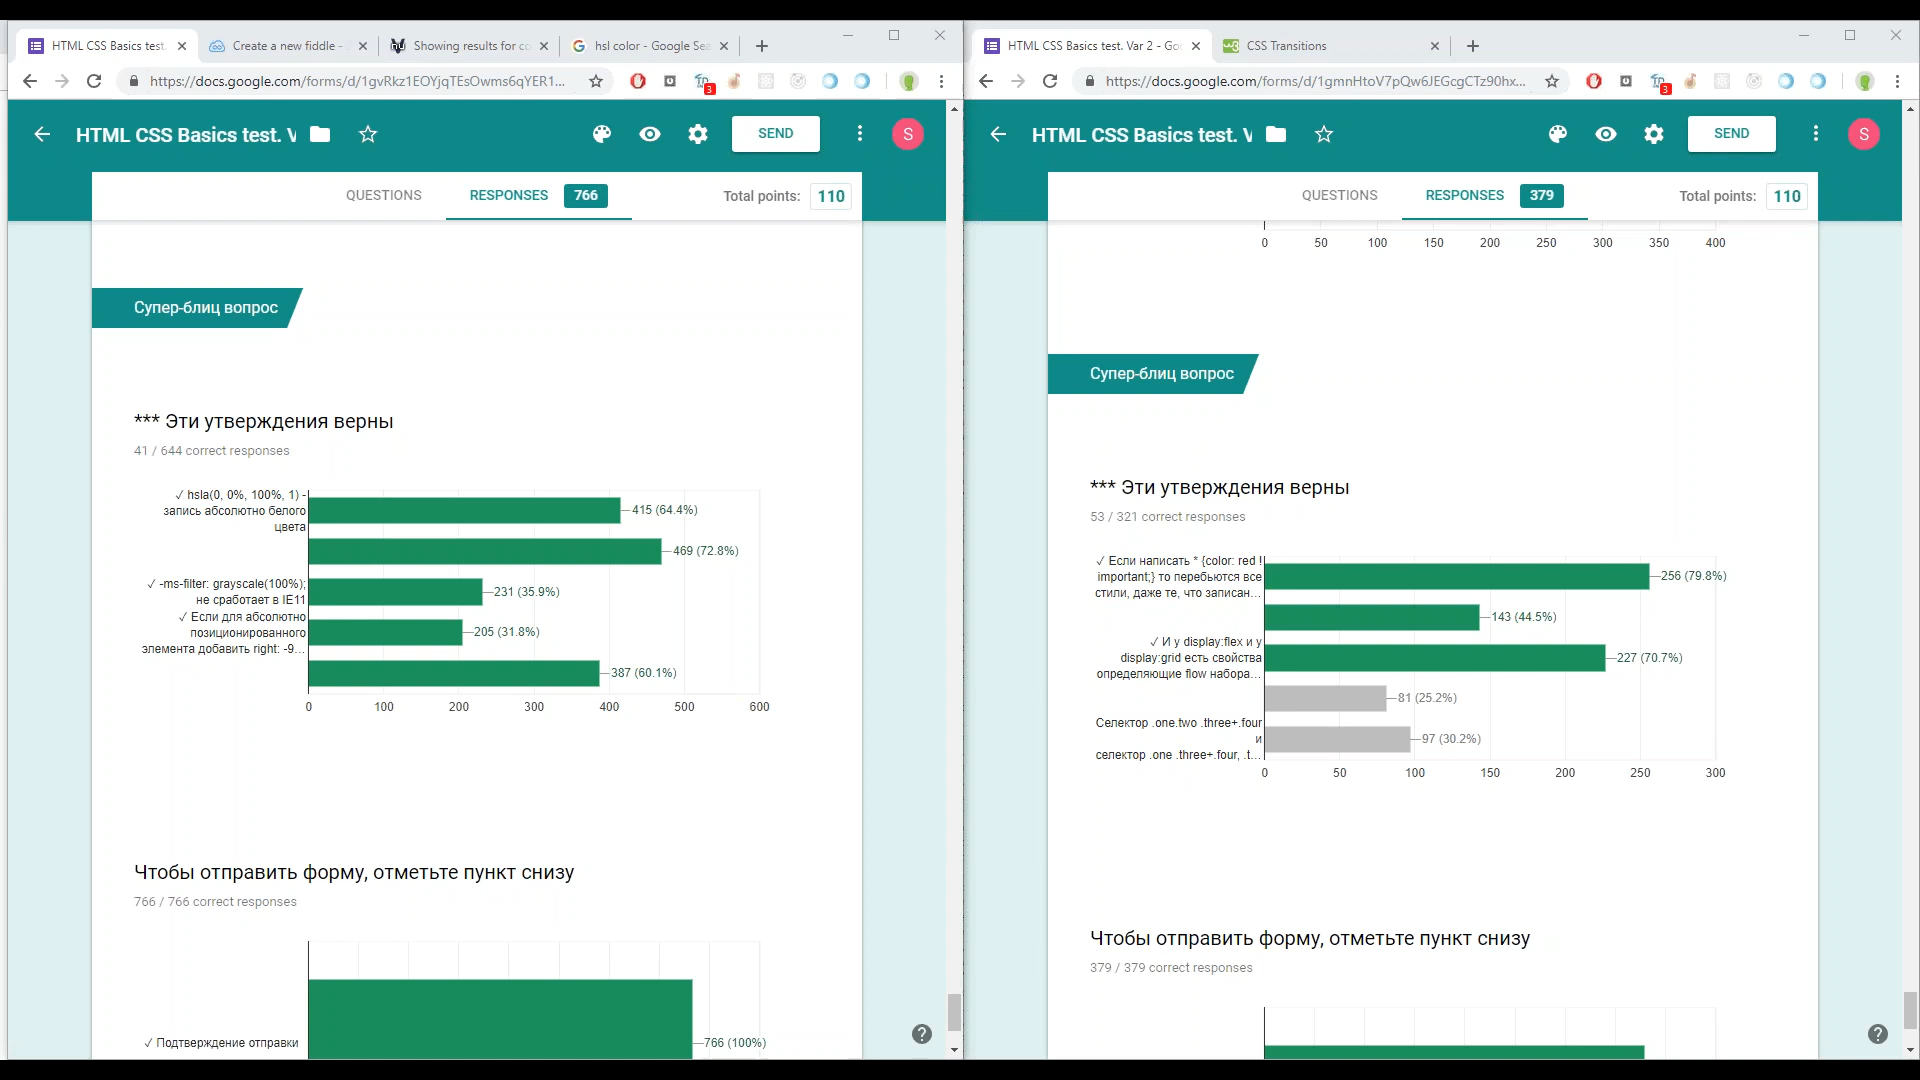 HTML CSS Basics test.
Create a new fiddle -
Showing results for co
hsl color - Google Sea
https://docs.google.com/forms/d/1gvRkz1EOYjqTEsOwms6qYER1...
3
HTML CSS Basics test. V
SEND
S
QUESTIONS
RESPONSES
766
Total points:
110
Супер-блиц вопрос
*** Эти утверждения верны
41 / 644 correct responses
✓ hsla(0, 0%, 100%, 1) -
запись абсолютно белого
цвета
415 (64.4%)
469 (72.8%)
✓ -ms-filter: grayscale(100%);
не сработает в IE11
231 (35.9%)
✓ Если для абсолютно
позиционированного
элемента добавить right: -9...
205 (31.8%)
387 (60.1%)
0 100 200 300 400 500 600
Чтобы отправить форму, отметьте пункт снизу
766 / 766 correct responses
✓ Подтверждение отправки
766 (100%)
HTML CSS Basics test. Var 2 - Go
CSS Transitions
https://docs.google.com/forms/d/1gmnHtoV7pQw6JEGcgCTz90hx...
3
HTML CSS Basics test. V
SEND
S
QUESTIONS
RESPONSES
379
Total points:
110
0 50 100 150 200 250 300 350 400
Супер-блиц вопрос
*** Эти утверждения верны
53 / 321 correct responses
✓ Если написать * {color: red !
important;} то перебьются все
стили, даже те, что записан...
256 (79.8%)
143 (44.5%)
✓ И у display:flex и у
display:grid есть свойства
определяющие flow набора...
227 (70.7%)
81 (25.2%)
Селектор .one.two .three+.four
и
селектор .one .three+.four, .t...
97 (30.2%)
0 50 100 150 200 250 300
Чтобы отправить форму, отметьте пункт снизу
379 / 379 correct responses